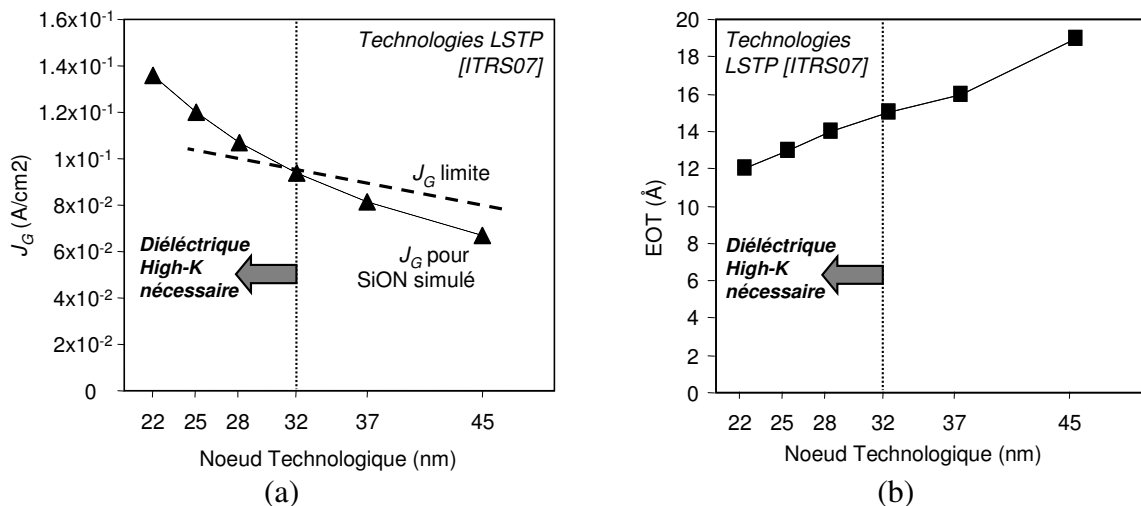 1.6x10-1
1.4x10-1
1.2x10-1
1x10-1
8x10-2
6x10-2
4x10-2
2x10-2
0
JG (A/cm2)
Technologies LSTP
[ITRS07]
JG limite
JG pour
SiON simulé
Diéléctrique
High-K
nécessaire
22 25 28 32 37 45
Noeud Technologique (nm)
(a)
20
18
16
14
12
10
8
6
4
2
0
EOT (Å)
Technologies
LSTP [ITRS07]
Diéléctrique
High-K
nécessaire
22 25 28 32 37 45
Noeud Technologique (nm)
(b)